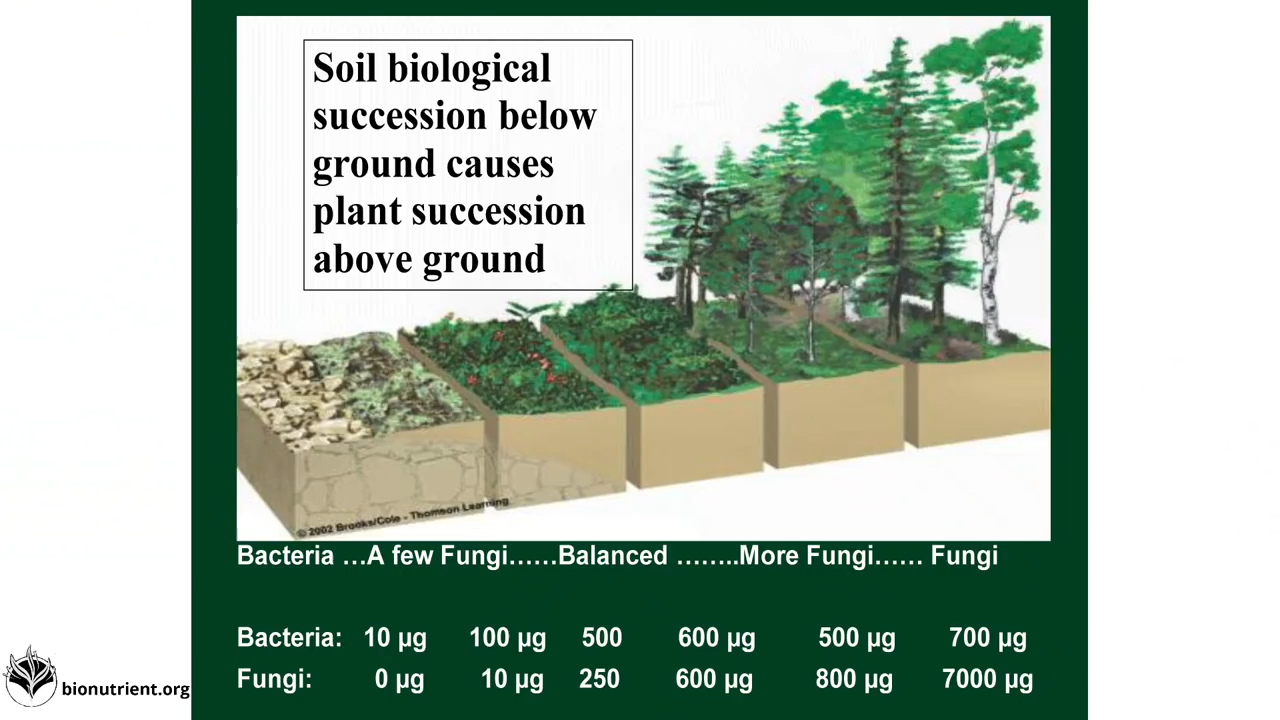 Soil biological
succession below
ground causes
plant succession
above ground
© 2002 Brooks/Cole - Thomson Learning
Bacteria …A few Fungi……Balanced ……..More Fungi…… Fungi
Bacteria: 10 µg 100 µg 500 600 µg 500 µg 700 µg
Fungi: 0 µg 10 µg 250 600 µg 800 µg 7000 µg
bionutrient.org